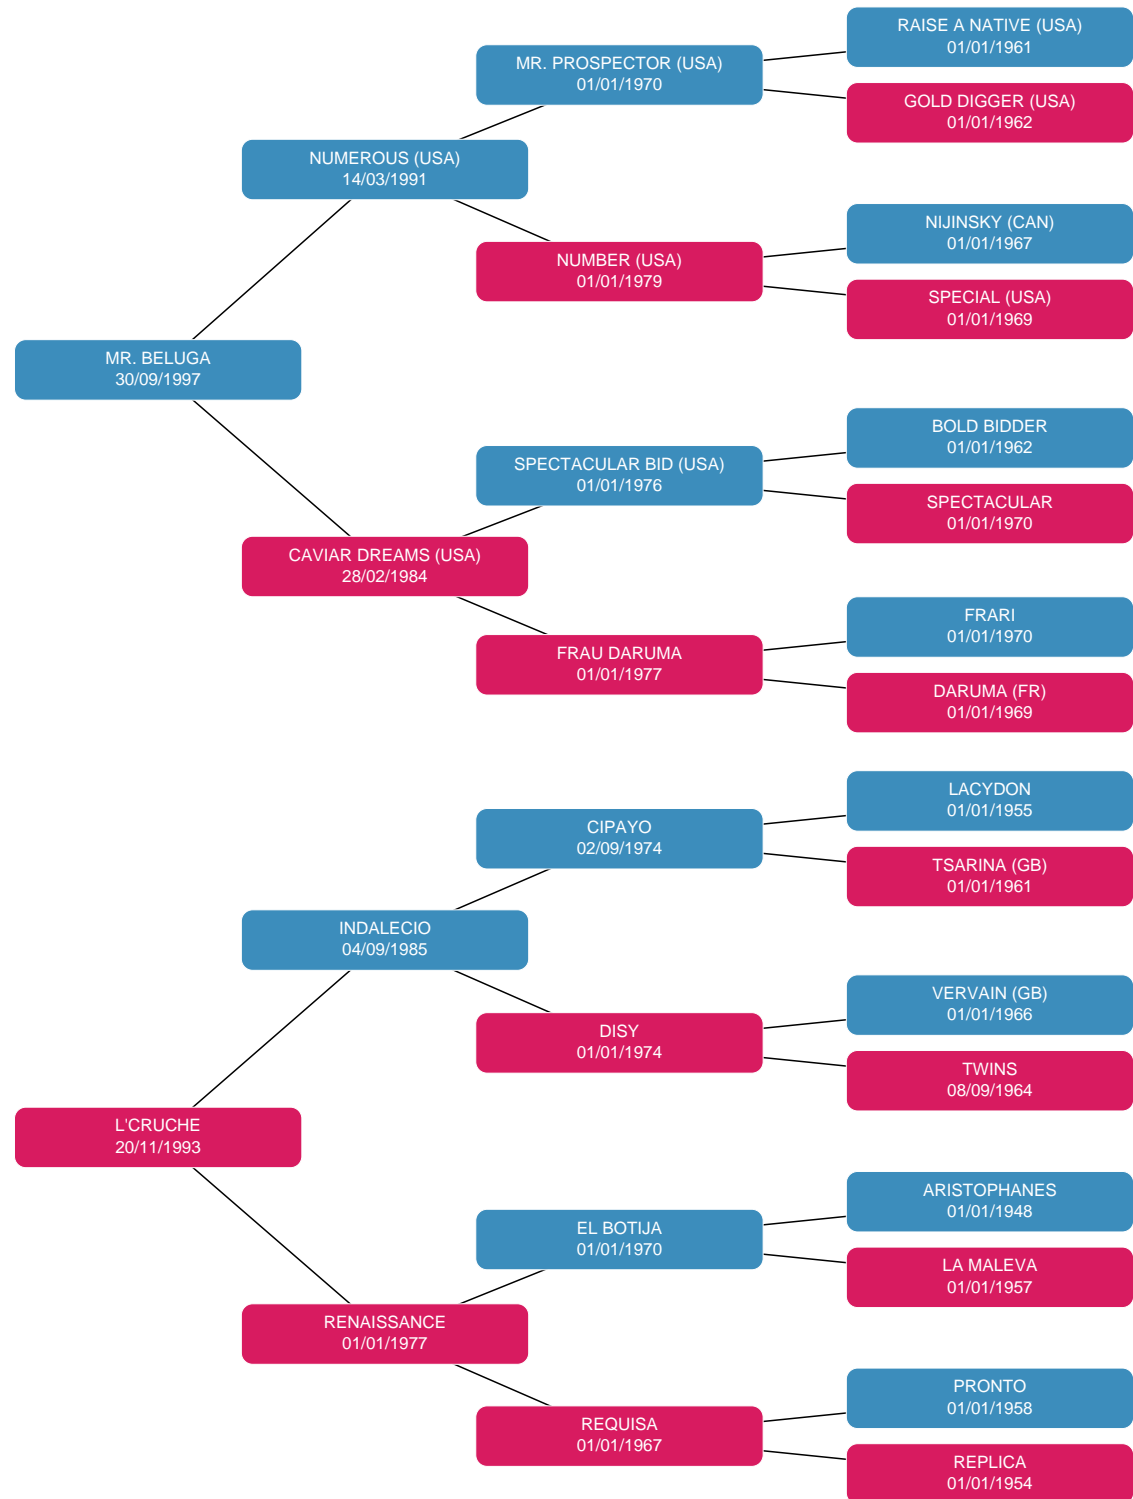 RAISE A NATIVE (USA)
01/01/1961
MR. PROSPECTOR (USA)
01/01/1970
GOLD DIGGER (USA)
01/01/1962
NUMEROUS (USA)
14/03/1991
NIJINSKY (CAN)
01/01/1967
NUMBER (USA)
01/01/1979
SPECIAL (USA)
01/01/1969
MR. BELUGA
30/09/1997
BOLD BIDDER
01/01/1962
SPECTACULAR BID (USA)
01/01/1976
SPECTACULAR
01/01/1970
CAVIAR DREAMS (USA)
28/02/1984
FRARI
01/01/1970
FRAU DARUMA
01/01/1977
DARUMA (FR)
01/01/1969
LACYDON
01/01/1955
CIPAYO
02/09/1974
TSARINA (GB)
01/01/1961
INDALECIO
04/09/1985
VERVAIN (GB)
01/01/1966
DISY
01/01/1974
TWINS
08/09/1964
L'CRUCHE
20/11/1993
ARISTOPHANES
01/01/1948
EL BOTIJA
01/01/1970
LA MALEVA
01/01/1957
RENAISSANCE
01/01/1977
PRONTO
01/01/1958
REQUISA
01/01/1967
REPLICA
01/01/1954